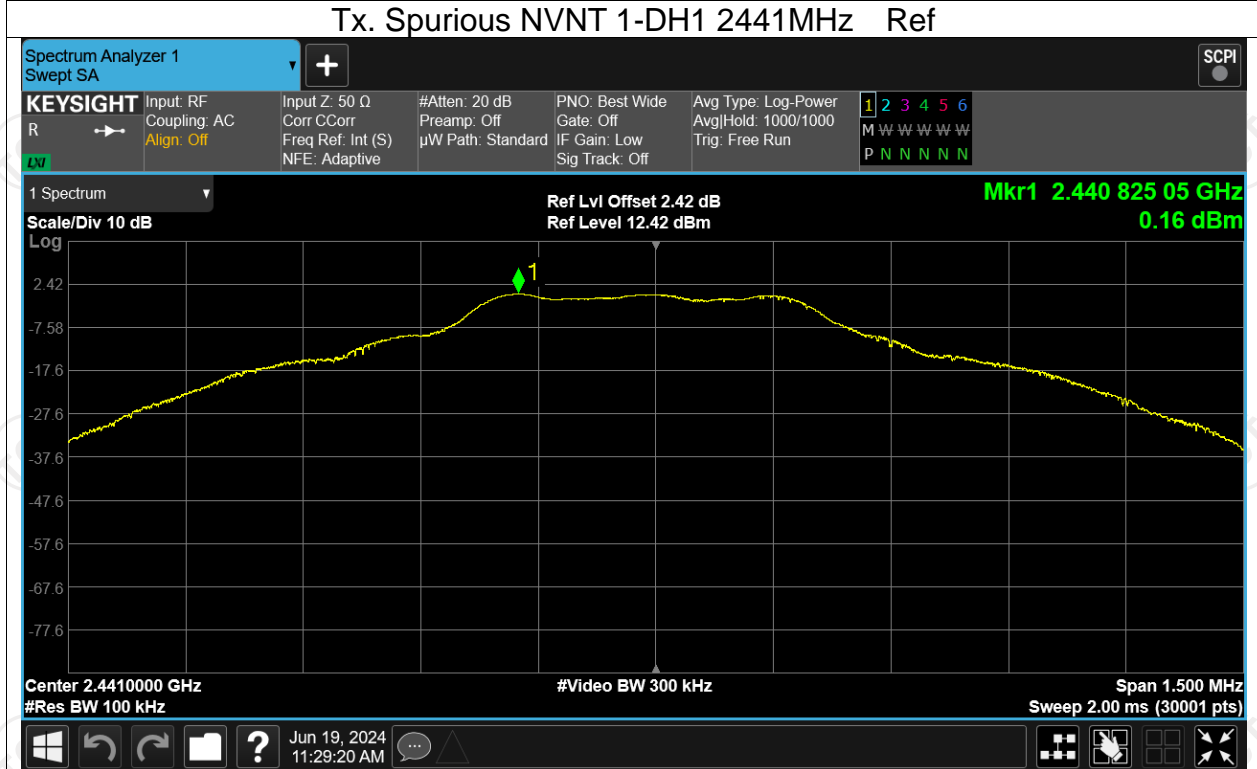 Tx. Spurious NVNT 1-DH1 2441MHz Ref
Spectrum Analyzer 1
Swept SA
SCPI
KEYSIGHT
R
LXI
Input: RF
Coupling: AC
Align: Off
Input Z: 50 Ω
Corr CCorr
Freq Ref: Int (S)
NFE: Adaptive
#Atten: 20 dB
Preamp: Off
µW Path: Standard
PNO: Best Wide
Gate: Off
IF Gain: Low
Sig Track: Off
Avg Type: Log-Power
Avg|Hold: 1000/1000
Trig: Free Run
1 2 3 4 5 6
M W W W W W
P N N N N N
1 Spectrum
Scale/Div 10 dB
Log
Ref Lvl Offset 2.42 dB
Ref Level 12.42 dBm
Mkr1 2.440 825 05 GHz
0.16 dBm
1
2.42
-7.58
-17.6
-27.6
-37.6
-47.6
-57.6
-67.6
-77.6
Center 2.4410000 GHz
#Res BW 100 kHz
#Video BW 300 kHz
Span 1.500 MHz
Sweep 2.00 ms (30001 pts)
Jun 19, 2024
11:29:20 AM